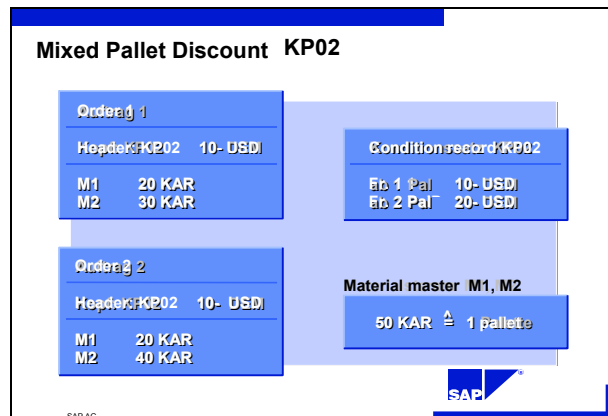 Mixed Pallet Discount KP02
Order 1
Header: KP02 10- USD
M1 20 KAR
M2 30 KAR
Condition record KP02
1 Pal 10- USD
2 Pal 20- USD
Order 2
Header: KP02 10- USD
M1 20 KAR
M2 40 KAR
Material master M1, M2
50 KAR ≙ 1 pallet
SAP
SAP AG